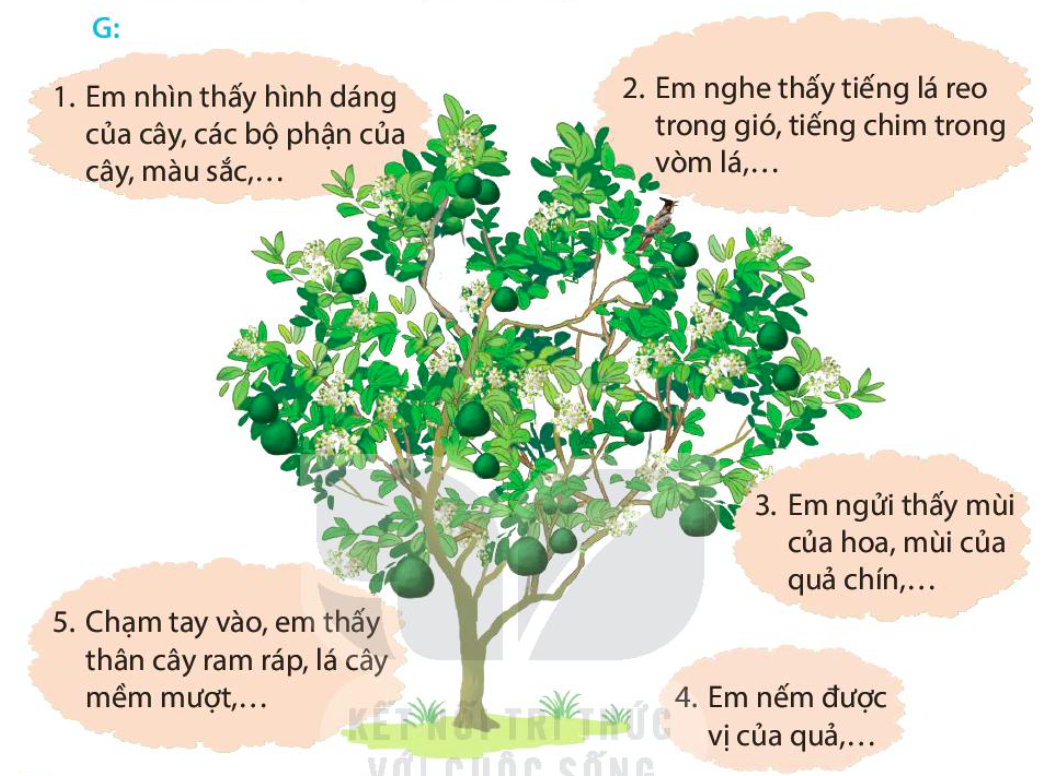 G:
1. Em nhìn thấy hình dáng
của cây, các bộ phận của
cây, màu sắc,...
2. Em nghe thấy tiếng lá reo
trong gió, tiếng chim trong
vòm lá,...
3. Em ngửi thấy mùi
của hoa, mùi của
quả chín,...
4. Em nếm được
vị của quả,...
5. Chạm tay vào, em thấy
thân cây ram ráp, lá cây
mềm mượt,...
KẾT NỐI TRI THỨC
VỚI CUỘC SỐNG